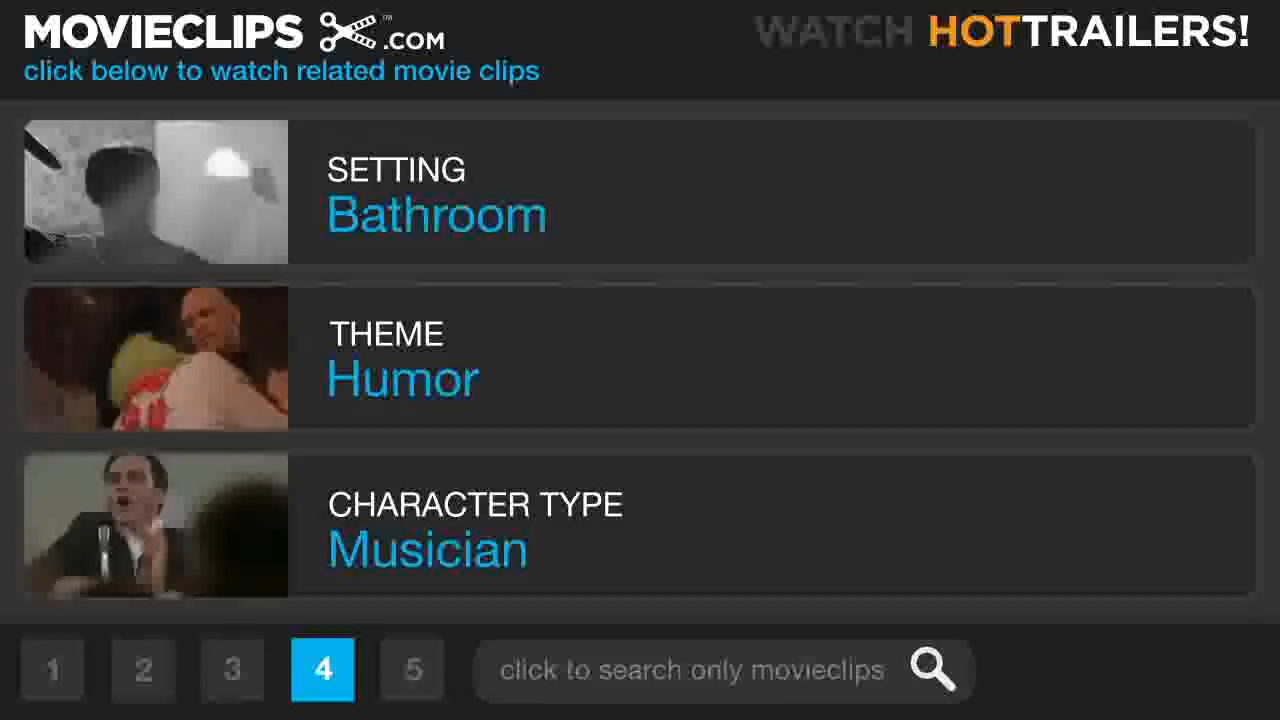 MOVIECLIPS ™ .COM
WATCH HOTTRAILERS!
click below to watch related movie clips
SETTING
Bathroom
THEME
Humor
CHARACTER TYPE
Musician
1 2 3 4 5
click to search only movieclips